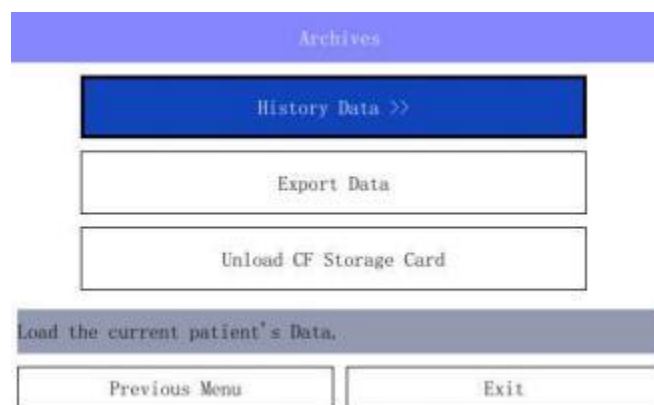 Archives
History Data >>
Export Data
Unload CF Storage Card
Load the current patient's Data.
Previous Menu
Exit